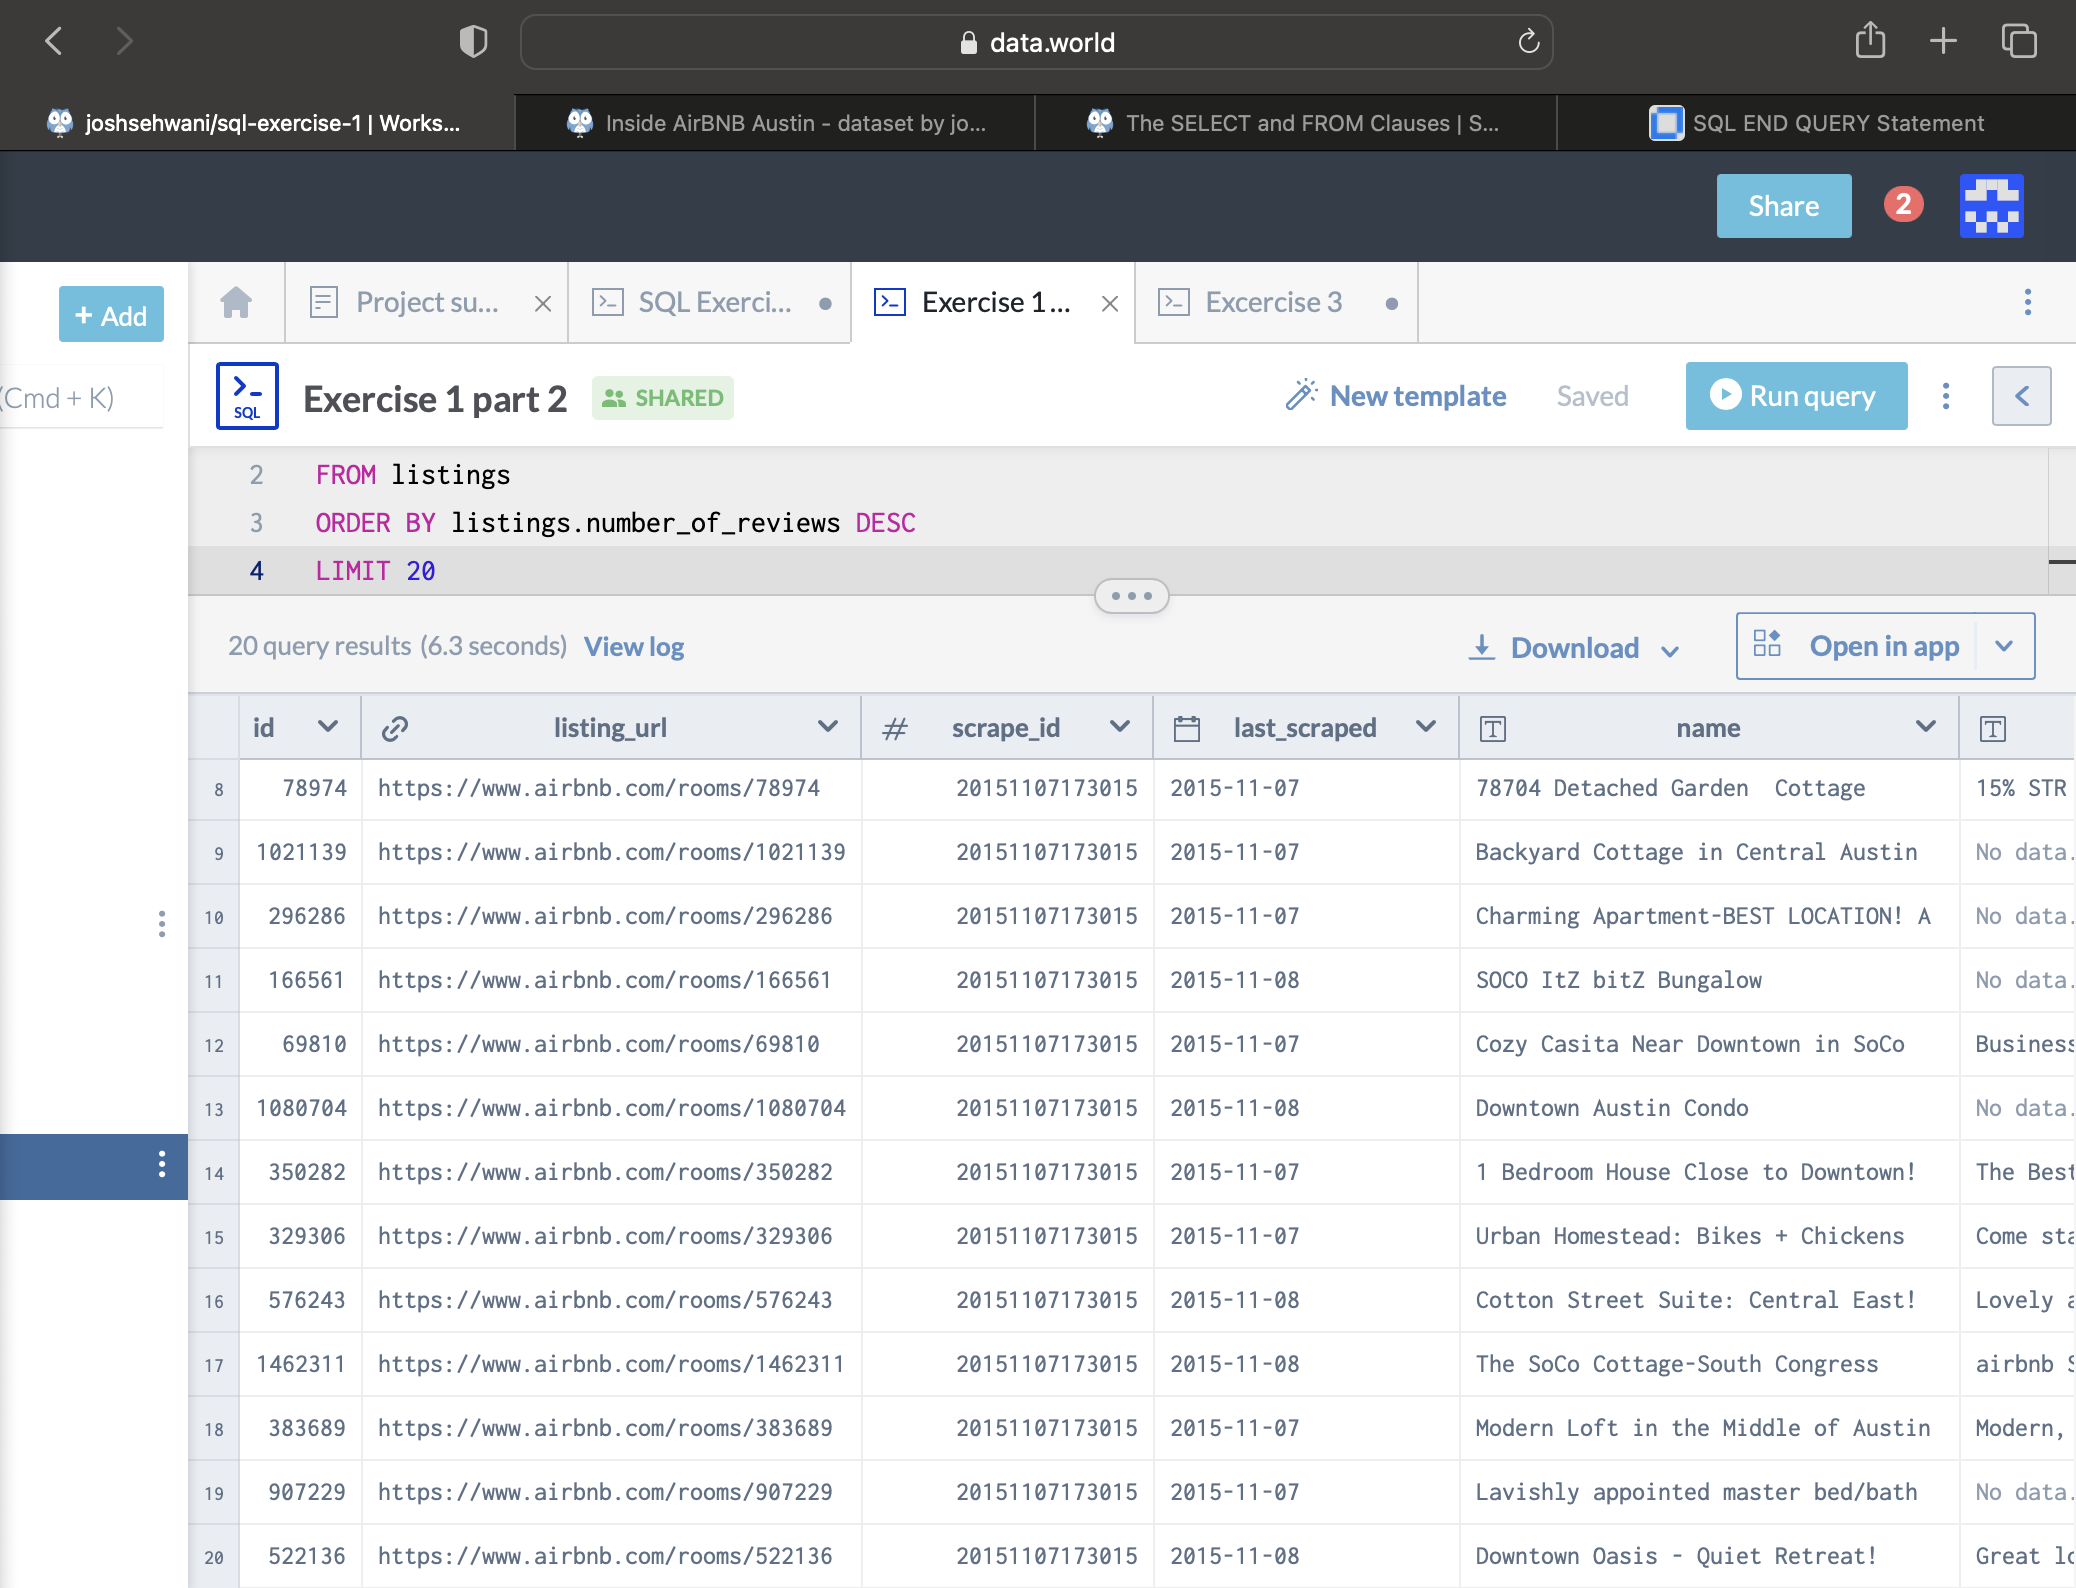 data.world
joshsehwani/sql-exercise-1 | Works...
Inside AirBNB Austin - dataset by jo...
The SELECT and FROM Clauses | S...
SQL END QUERY Statement
Share 2
+ Add
Project su...
SQL Exerci...
Exercise 1...
Excercise 3
(Cmd + K)
SQL
Exercise 1 part 2 SHARED New template Saved Run query
2 FROM listings
3 ORDER BY listings.number_of_reviews DESC
4 LIMIT 20
20 query results (6.3 seconds) View log Download Open in app
id listing_url # scrape_id last_scraped T name T
8 78974 https://www.airbnb.com/rooms/78974 20151107173015 2015-11-07 78704 Detached Garden  Cottage 15% STR
9 1021139 https://www.airbnb.com/rooms/1021139 20151107173015 2015-11-07 Backyard Cottage in Central Austin No data.
10 296286 https://www.airbnb.com/rooms/296286 20151107173015 2015-11-07 Charming Apartment-BEST LOCATION! A No data.
11 166561 https://www.airbnb.com/rooms/166561 20151107173015 2015-11-08 SOCO ItZ bitZ Bungalow No data.
12 69810 https://www.airbnb.com/rooms/69810 20151107173015 2015-11-07 Cozy Casita Near Downtown in SoCo Business
13 1080704 https://www.airbnb.com/rooms/1080704 20151107173015 2015-11-08 Downtown Austin Condo No data.
14 350282 https://www.airbnb.com/rooms/350282 20151107173015 2015-11-07 1 Bedroom House Close to Downtown! The Best
15 329306 https://www.airbnb.com/rooms/329306 20151107173015 2015-11-07 Urban Homestead: Bikes + Chickens Come sta
16 576243 https://www.airbnb.com/rooms/576243 20151107173015 2015-11-08 Cotton Street Suite: Central East! Lovely a
17 1462311 https://www.airbnb.com/rooms/1462311 20151107173015 2015-11-08 The SoCo Cottage-South Congress airbnb S
18 383689 https://www.airbnb.com/rooms/383689 20151107173015 2015-11-07 Modern Loft in the Middle of Austin Modern,
19 907229 https://www.airbnb.com/rooms/907229 20151107173015 2015-11-07 Lavishly appointed master bed/bath No data.
20 522136 https://www.airbnb.com/rooms/522136 20151107173015 2015-11-08 Downtown Oasis - Quiet Retreat! Great lo